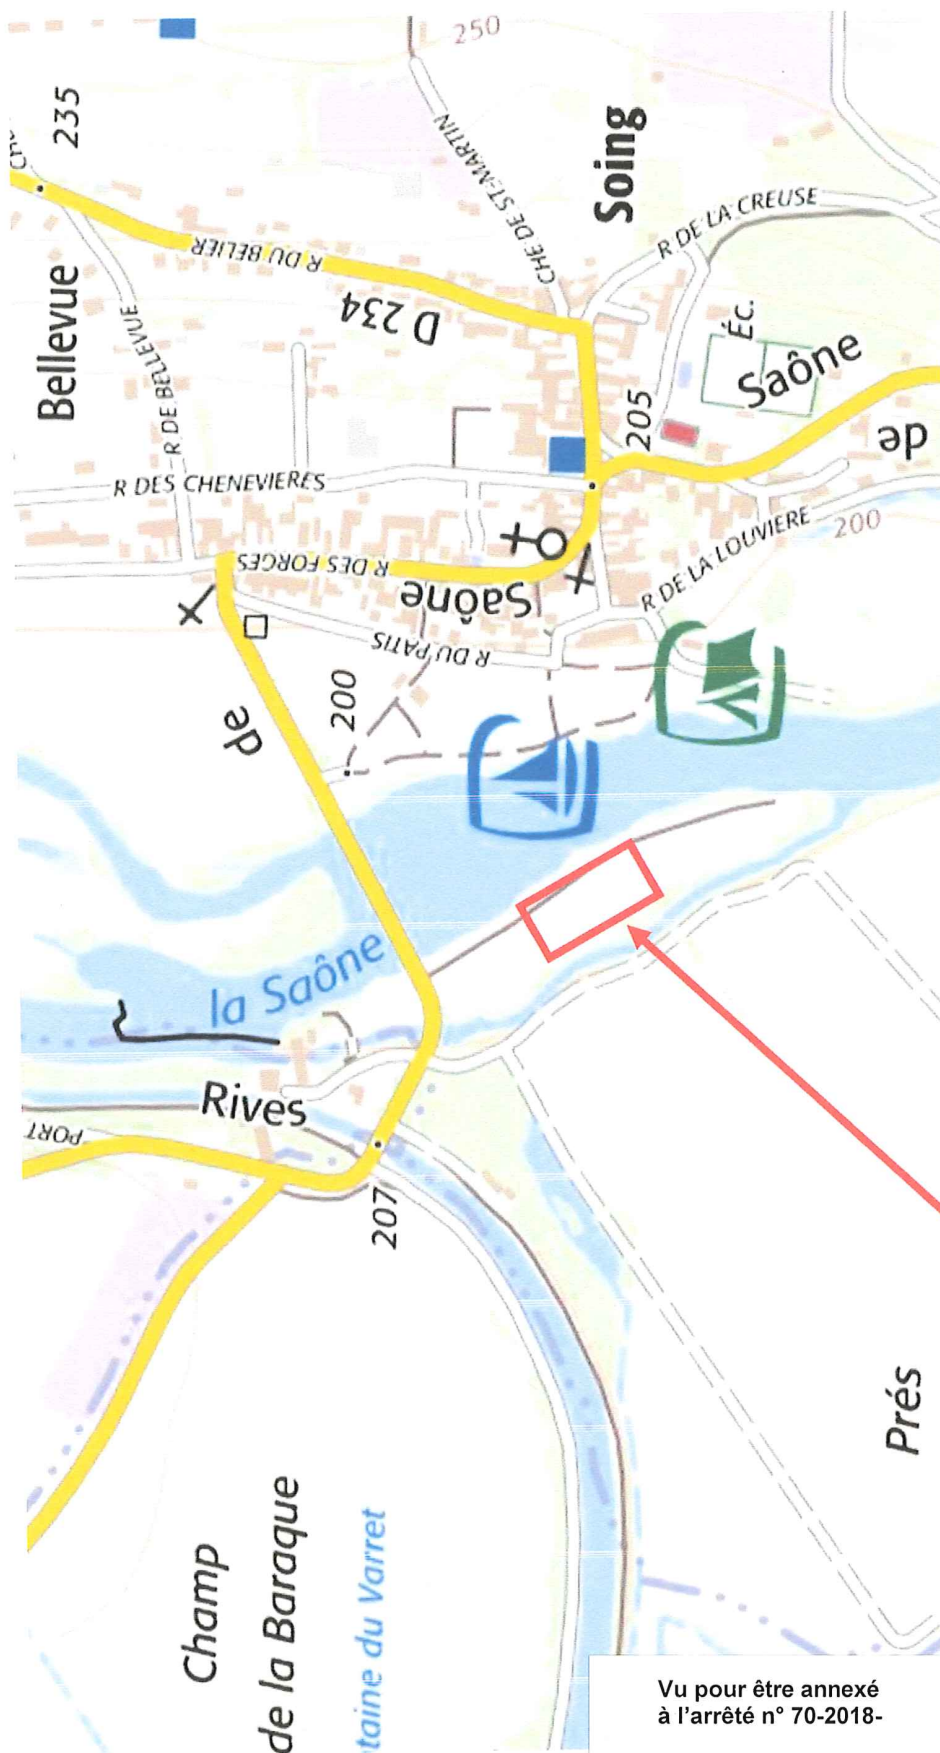 250
235
Soing
CHE DE ST-MARTIN
R DE LA CREUSE
R DU BELIER
D 234
Bellevue
R DE BELLEVUE
Éc.
Saône
de
205
R DES CHENEVIERES
R DES FORGES
Saône
R DE LA LOUVIERE
200
R DU PATIS
200
de
la Saône
Rives
PORT
207
Prés
Champ
de la Baraque
taine du Varret
Vu pour être annexé
à l'arrêté n° 70-2018-